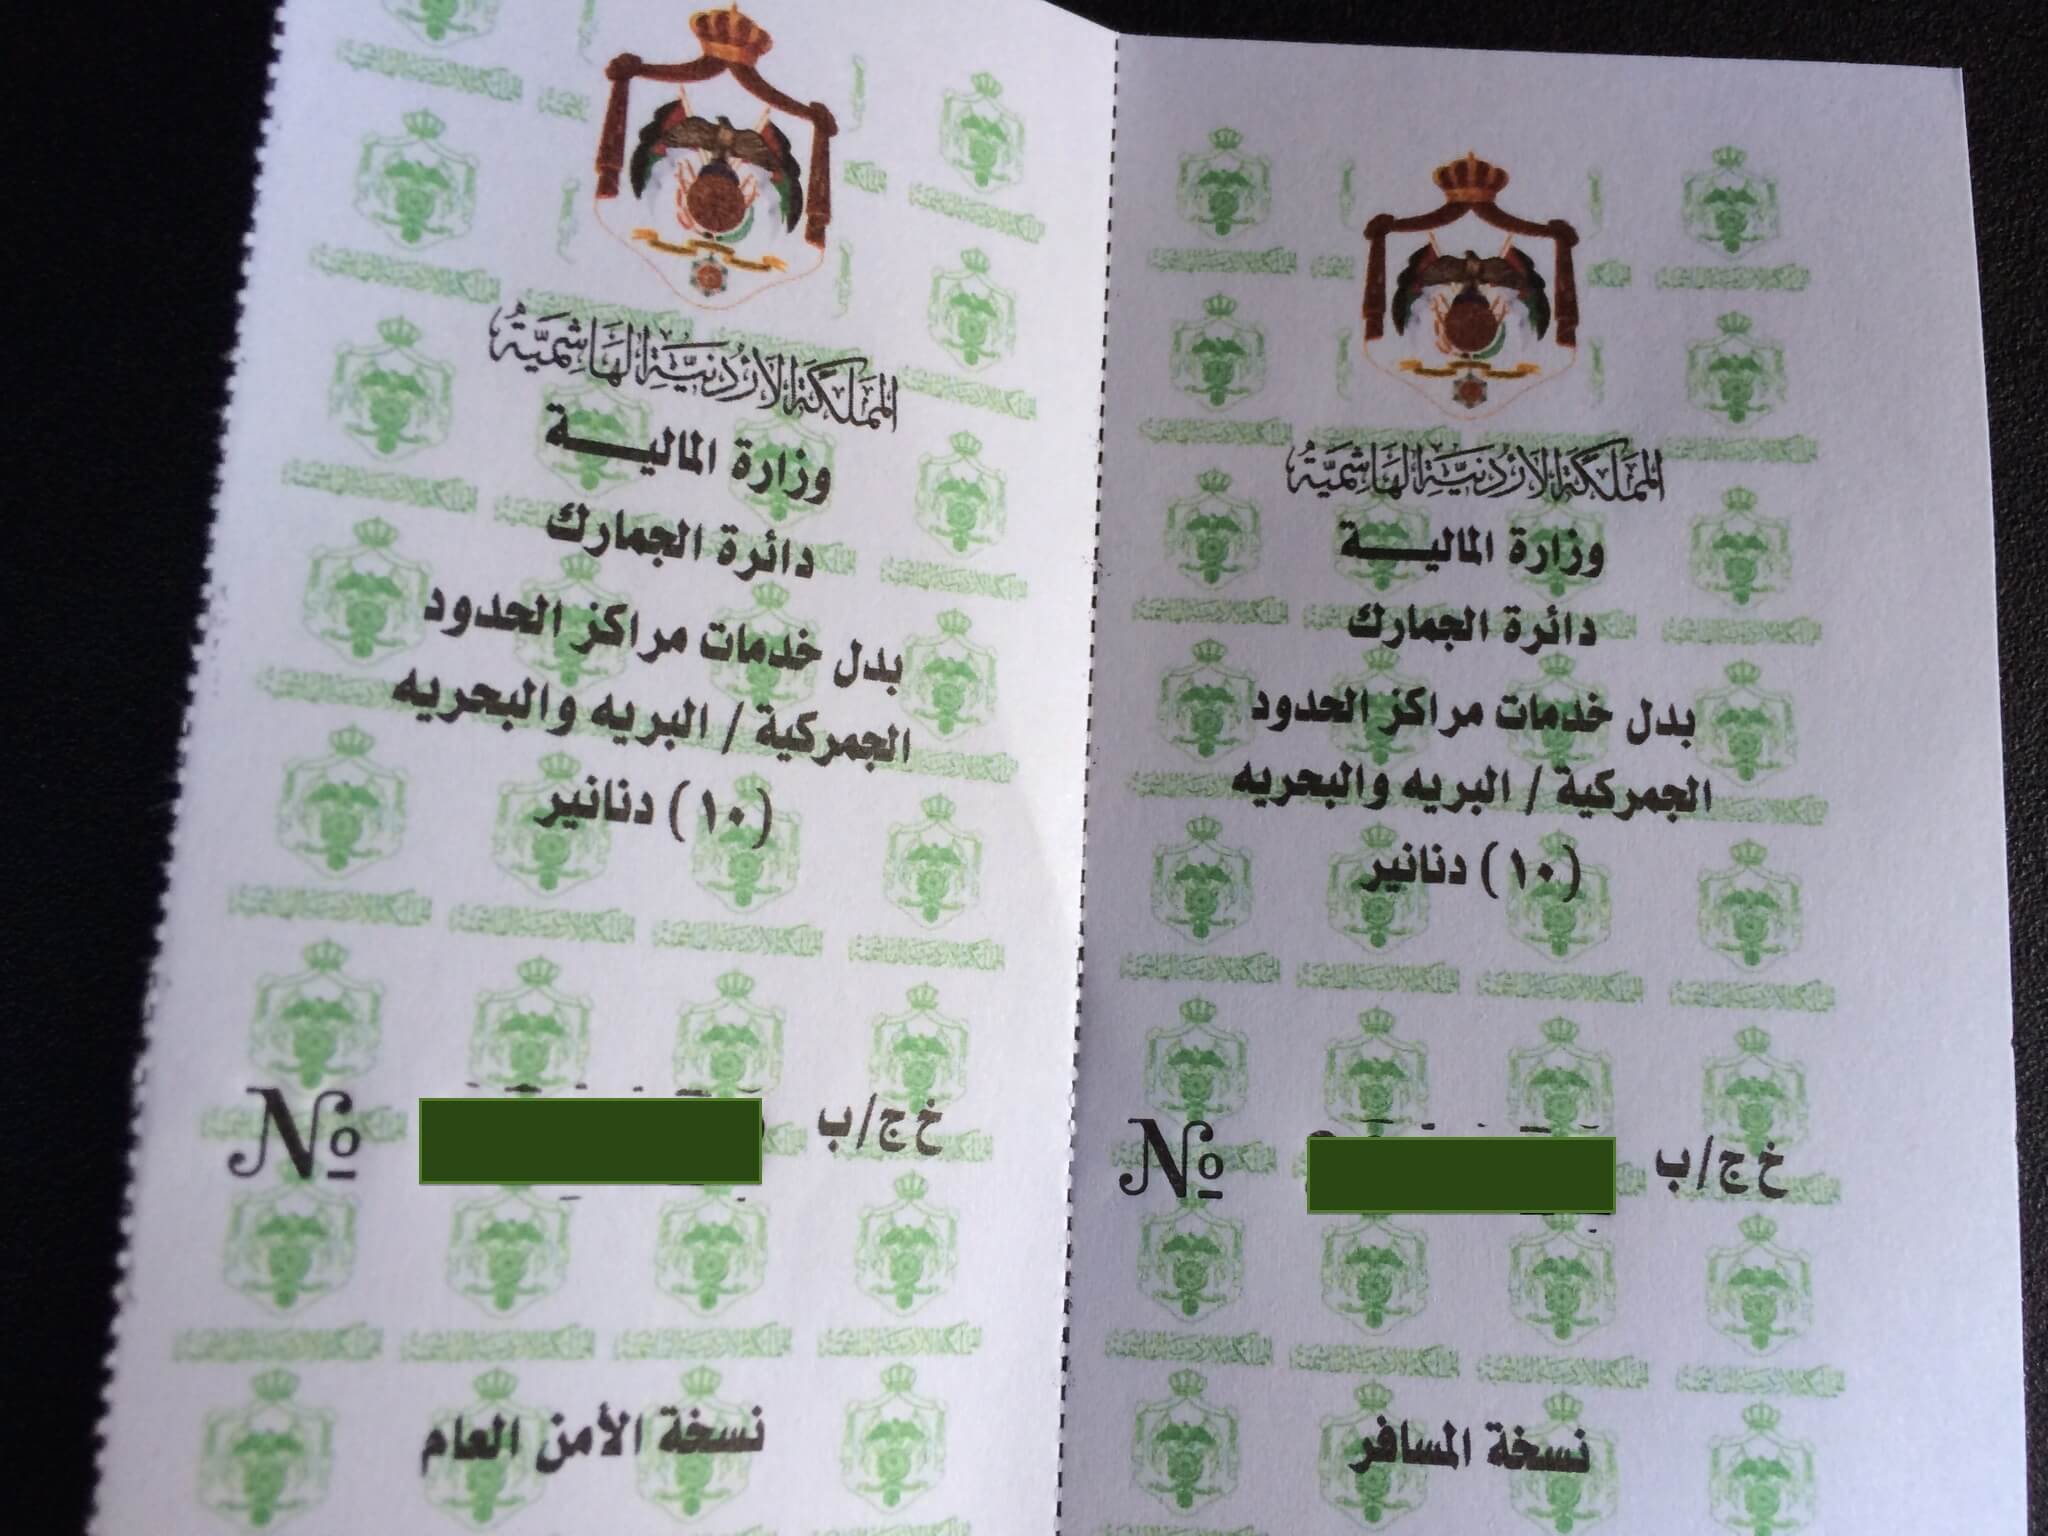 المملكة الأردنية الهاشمية
وزارة المالية
دائرة الجمارك
بدل خدمات مراكز الحدود
الجمركية / البريه والبحريه
(١٠) دنانير
خ ج/ب
№
نسخة المسافر
المملكة الأردنية الهاشمية
وزارة المالية
دائرة الجمارك
بدل خدمات مراكز الحدود
الجمركية / البريه والبحريه
(١٠) دنانير
خ ج/ب
№
نسخة الأمن العام